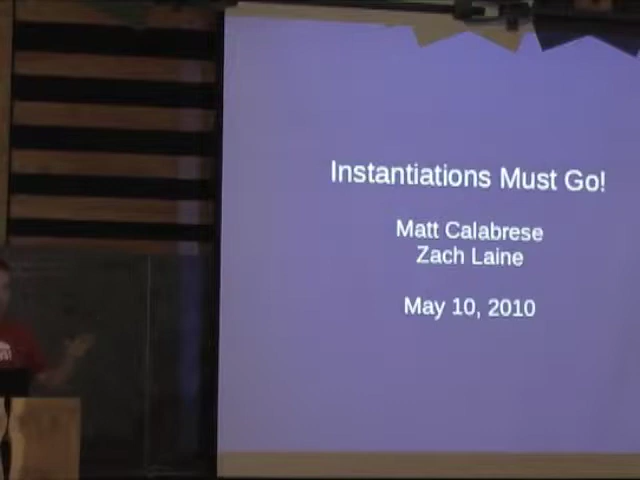 Instantiations Must Go!
Matt Calabrese
Zach Laine
May 10, 2010